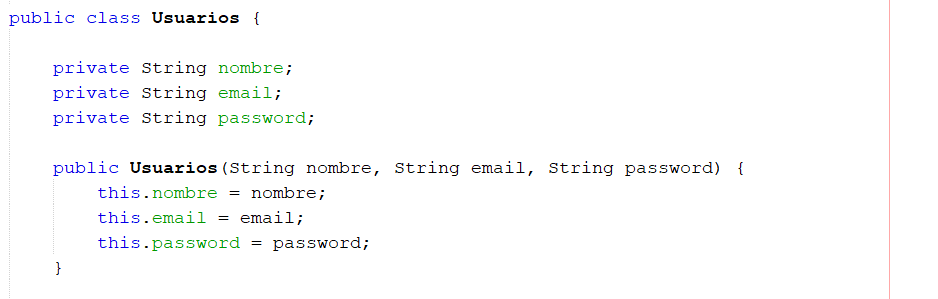 public class Usuarios {
private String nombre;
private String email;
private String password;
public Usuarios(String nombre, String email, String password) {
this.nombre = nombre;
this.email = email;
this.password = password;
}